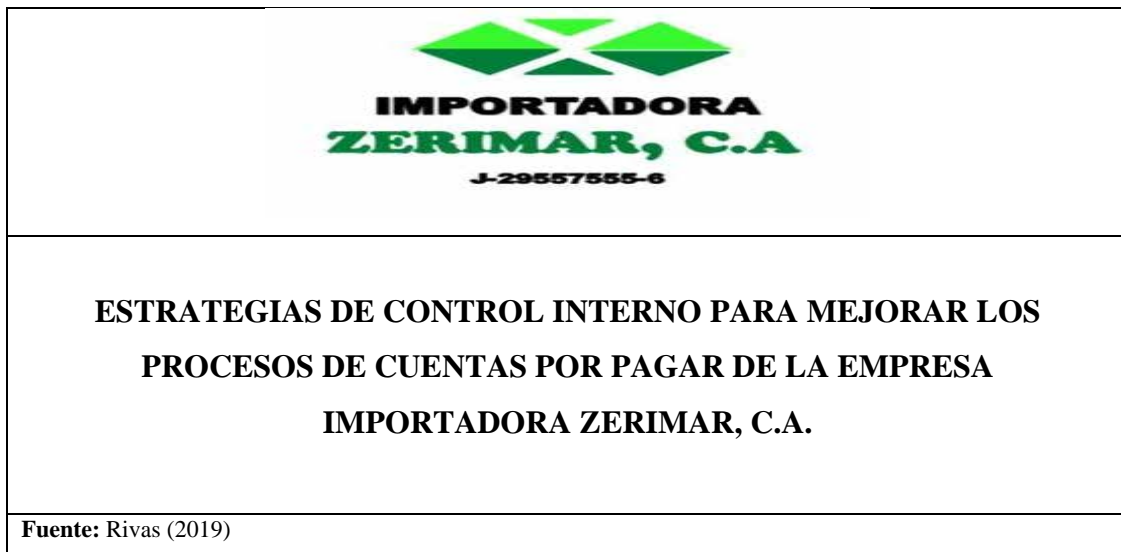 IMPORTADORA
ZERIMAR, C.A
J-29557555-6
ESTRATEGIAS DE CONTROL INTERNO PARA MEJORAR LOS
PROCESOS DE CUENTAS POR PAGAR DE LA EMPRESA
IMPORTADORA ZERIMAR, C.A.
Fuente: Rivas (2019)